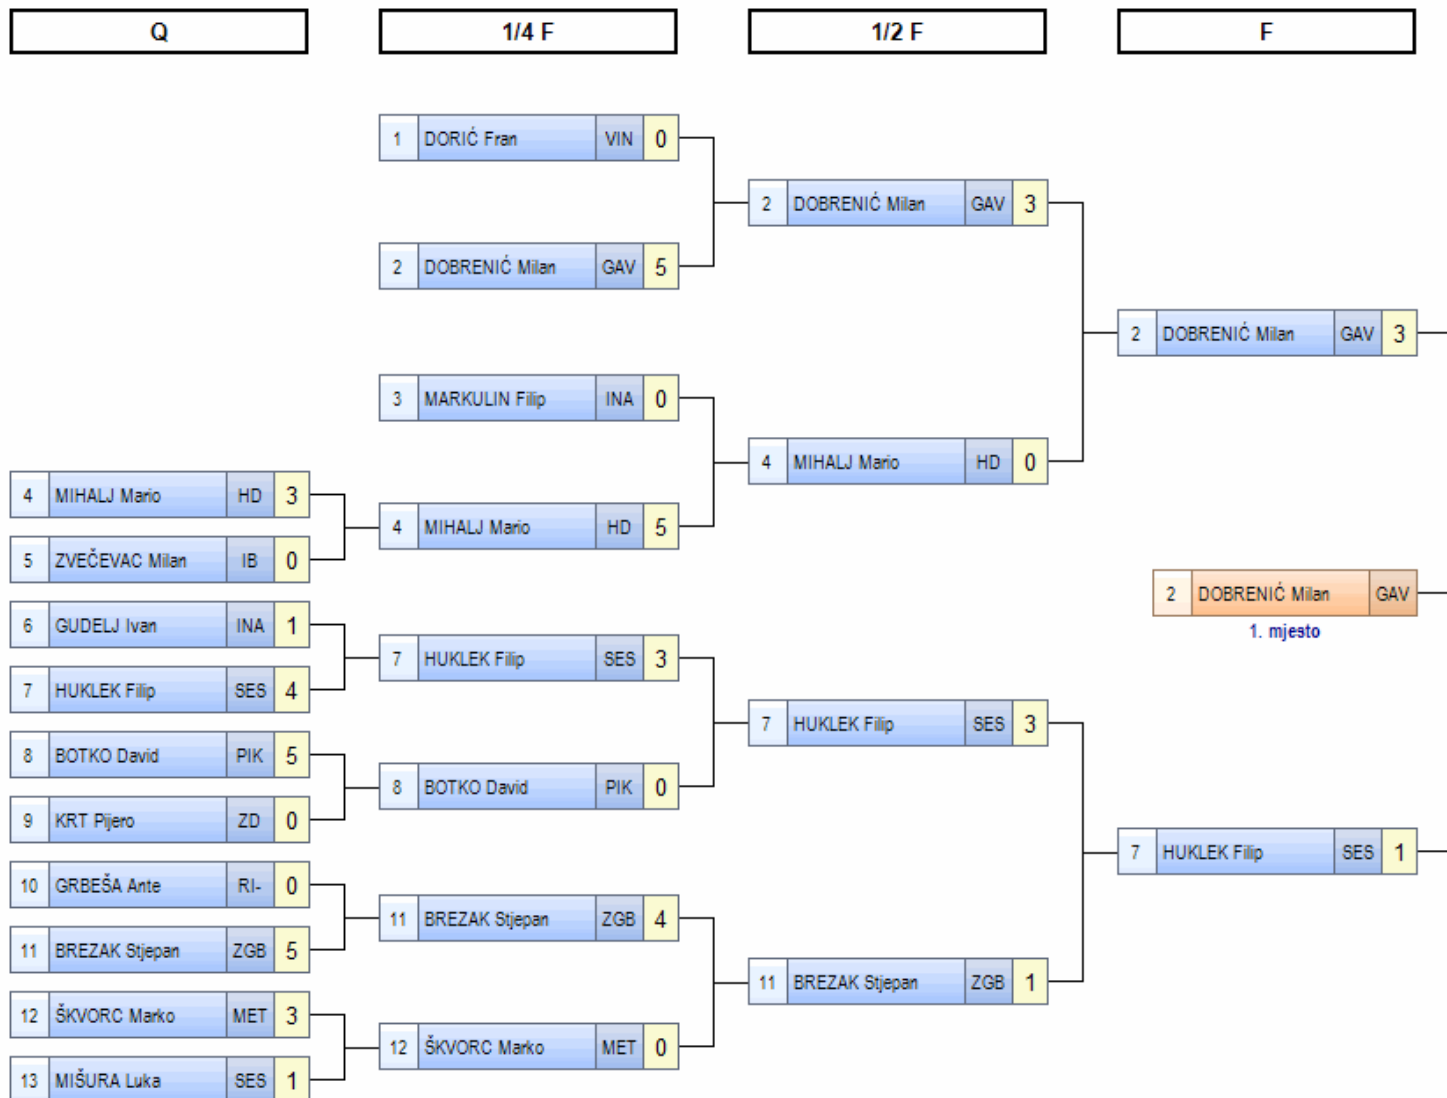 Q
1/4 F
1/2 F
F
1 DORIĆ Fran VIN 0
2 DOBRENIĆ Milan GAV 3
2 DOBRENIĆ Milan GAV 5
2 DOBRENIĆ Milan GAV 3
3 MARKULIN Filip INA 0
4 MIHALJ Mario HD 0
4 MIHALJ Mario HD 3
4 MIHALJ Mario HD 5
5 ZVEČEVAC Milan IB 0
2 DOBRENIĆ Milan GAV
1. mjesto
6 GUDELJ Ivan INA 1
7 HUKLEK Filip SES 3
7 HUKLEK Filip SES 4
7 HUKLEK Filip SES 3
8 BOTKO David PIK 5
8 BOTKO David PIK 0
9 KRT Pijero ZD 0
7 HUKLEK Filip SES 1
10 GRBEŠA Ante RI- 0
11 BREZAK Stjepan ZGB 4
11 BREZAK Stjepan ZGB 5
11 BREZAK Stjepan ZGB 1
12 ŠKVORC Marko MET 3
12 ŠKVORC Marko MET 0
13 MIŠURA Luka SES 1